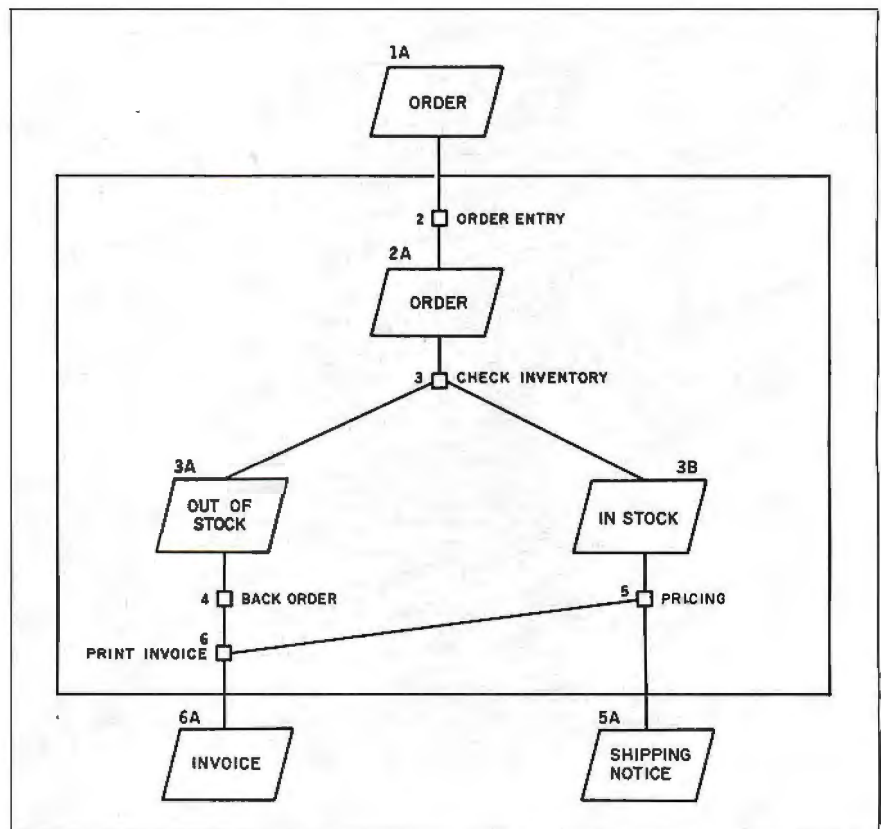 1A
ORDER
2 ORDER ENTRY
2A
ORDER
3 CHECK INVENTORY
3A
OUT OF
STOCK
3B
IN STOCK
4 BACK ORDER
5 PRICING
6
PRINT INVOICE
6A
INVOICE
5A
SHIPPING
NOTICE